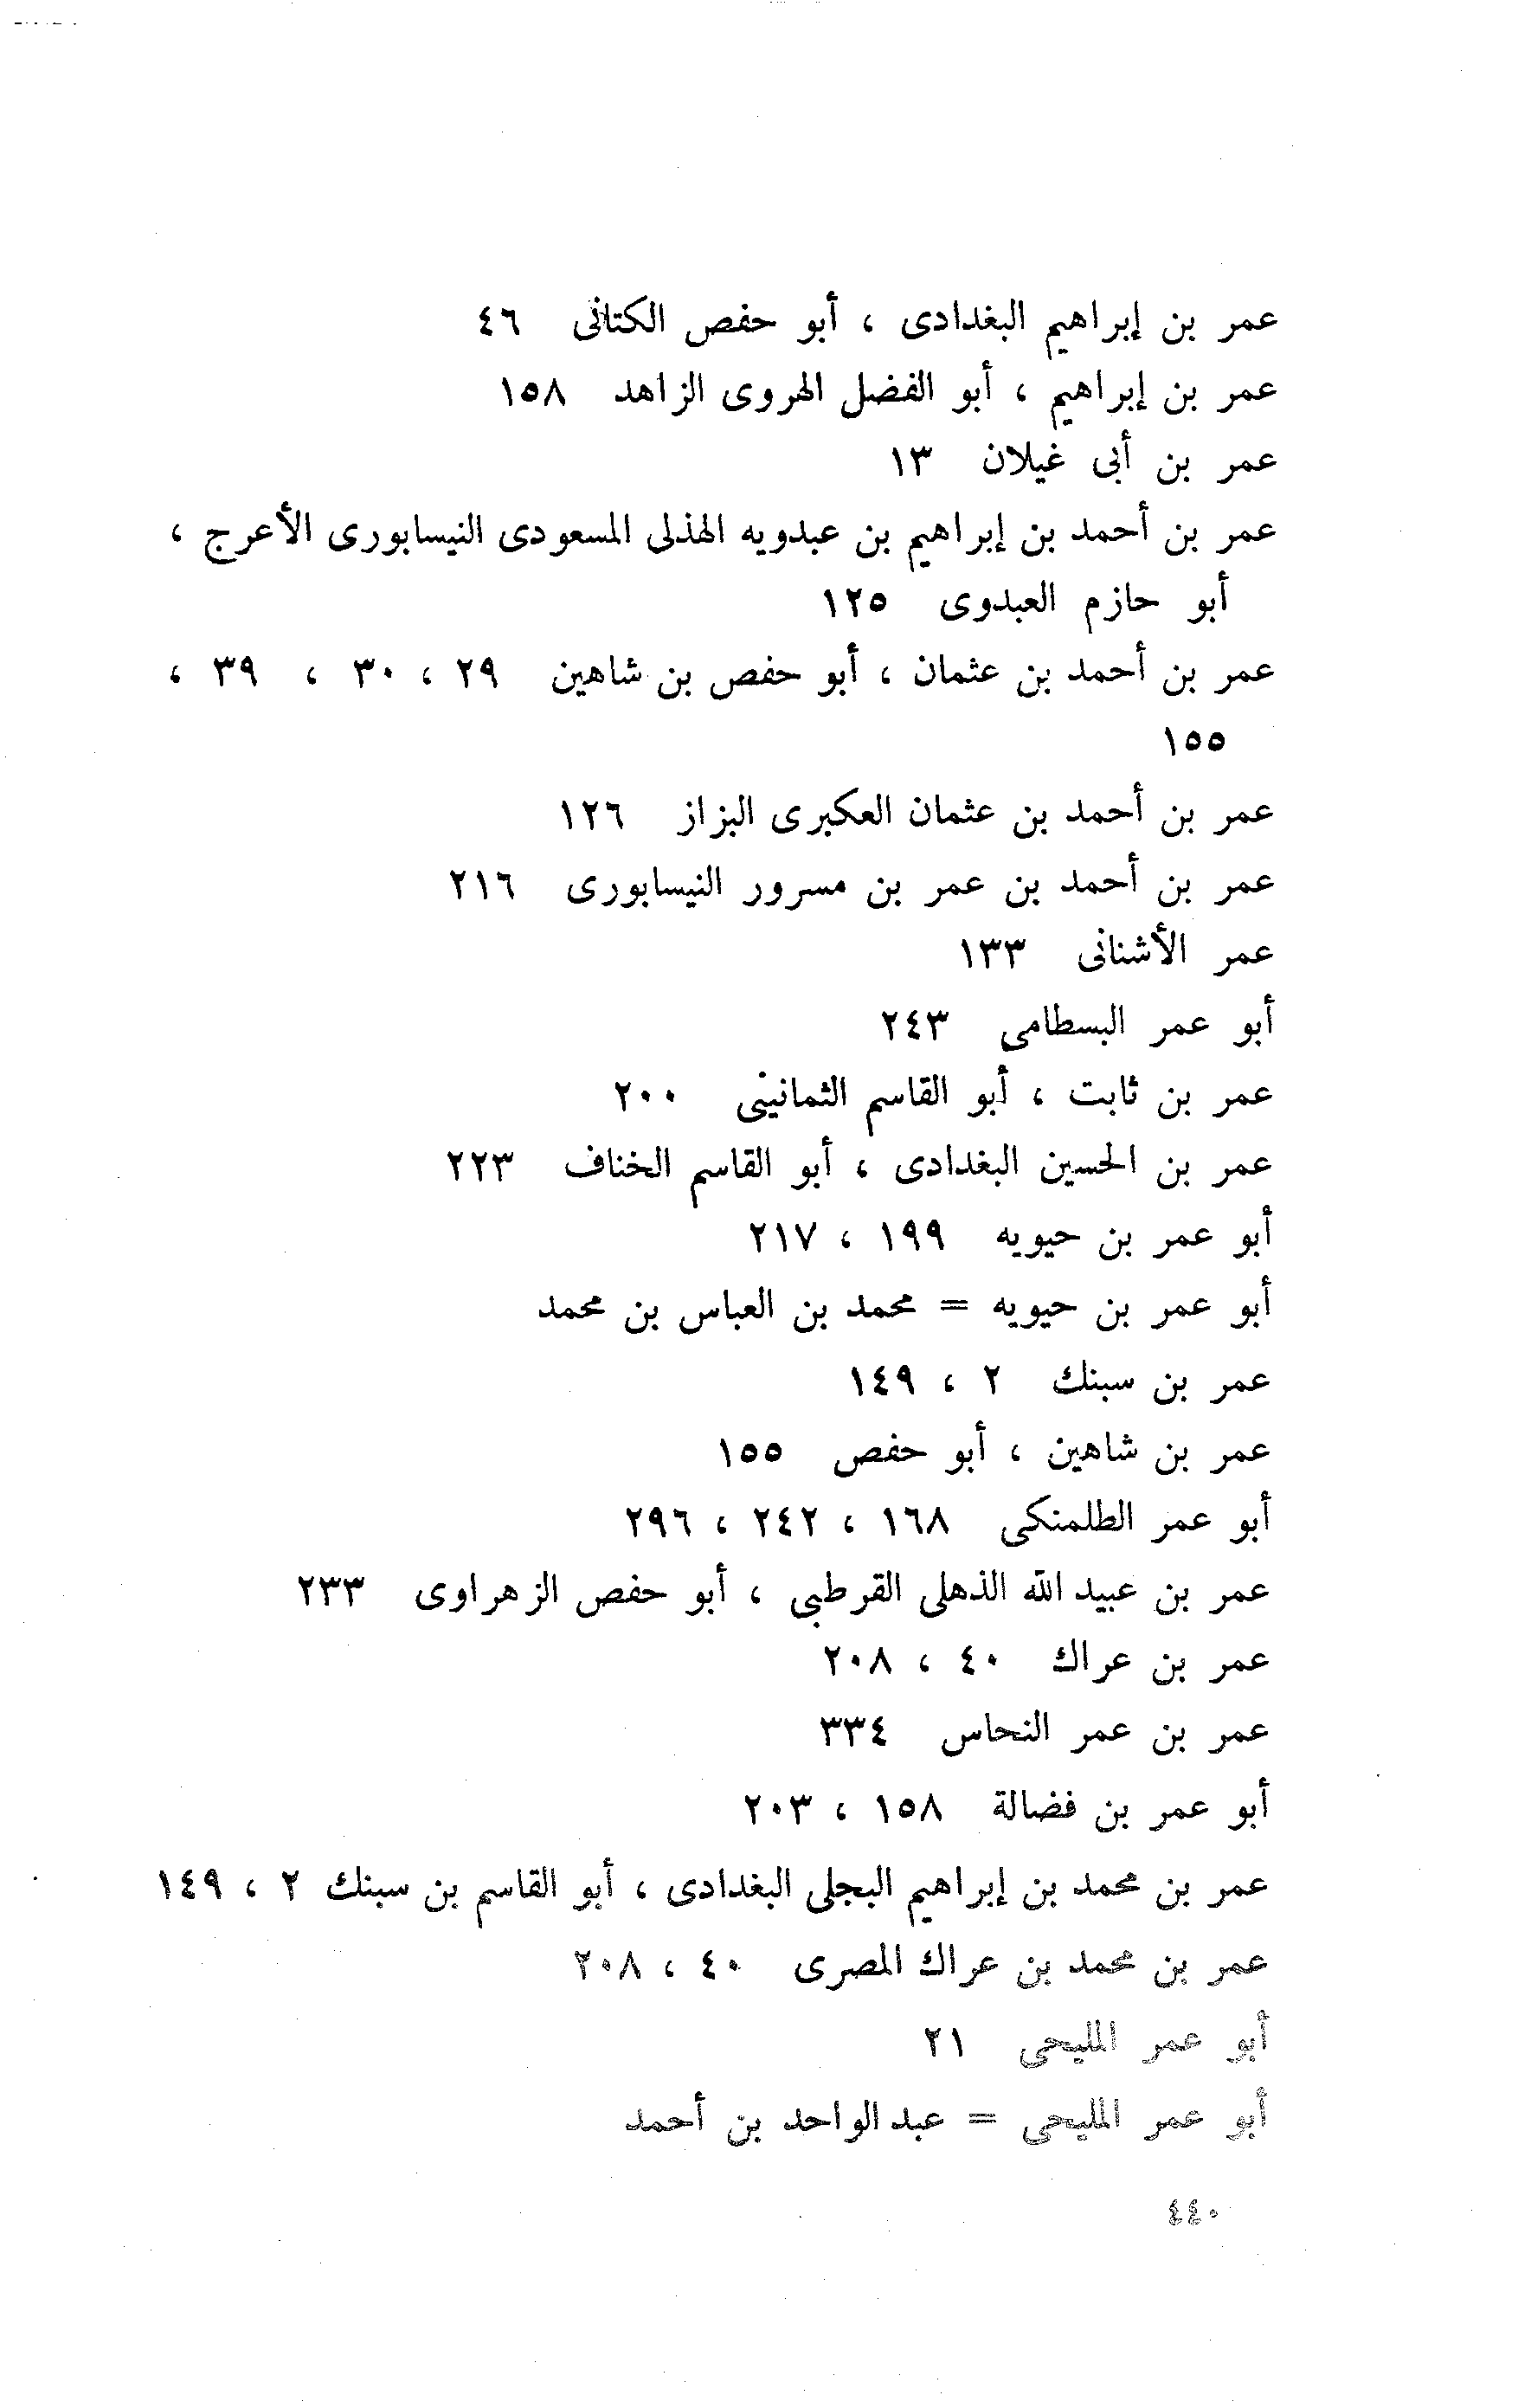 عمر بن إبراهيم البغدادى ، أبو حفص الكتانى ٤٦
عمر بن إبراهيم ، أبو الفضل الهروى الزاهد ١٥٨
عمر بن أبى غيلان ١٣
عمر بن أحمد بن إبراهيم بن عبدويه الهذلى المسعودى النيسابورى الأعرج ،
أبو حازم العبدوى ١٢٥
عمر بن أحمد بن عثمان ، أبو حفص بن شاهين ٢٩ ، ٣٠ ، ٣٩ ،
١٥٥
عمر بن أحمد بن عثمان العكبرى البزاز ١٢٦
عمر بن أحمد بن عمر بن مسرور النيسابورى ٢١٦
عمر الأشنانى ١٣٣
أبو عمر البسطامى ٢٤٣
عمر بن ثابت ، أبو القاسم الثمانينى ٢٠٠
عمر بن الحسين البغدادى ، أبو القاسم الخناف ٢٢٣
أبو عمر بن حيويه ١٩٩ ، ٢١٧
أبو عمر بن حيويه = محمد بن العباس بن محمد
عمر بن سبنك ٢ ، ١٤٩
عمر بن شاهين ، أبو حفص ١٥٥
أبو عمر الطلمنكى ١٦٨ ، ٢٤٢ ، ٢٩٦
عمر بن عبيد الله الذهلى القرطبى ، أبو حفص الزهراوى ٢٣٣
عمر بن عراك ٤٠ ، ٢٠٨
عمر بن عمر النحاس ٣٣٤
أبو عمر بن فضالة ١٥٨ ، ٢٠٣
عمر بن محمد بن إبراهيم البجلى البغدادى ، أبو القاسم بن سبنك ٢ ، ١٤٩
عمر بن محمد بن عراك المصرى ٤٠ ، ٢٠٨
أبو عمر المليحى ٢١
أبو عمر المليحى = عبد الواحد بن أحمد
٤٤٠